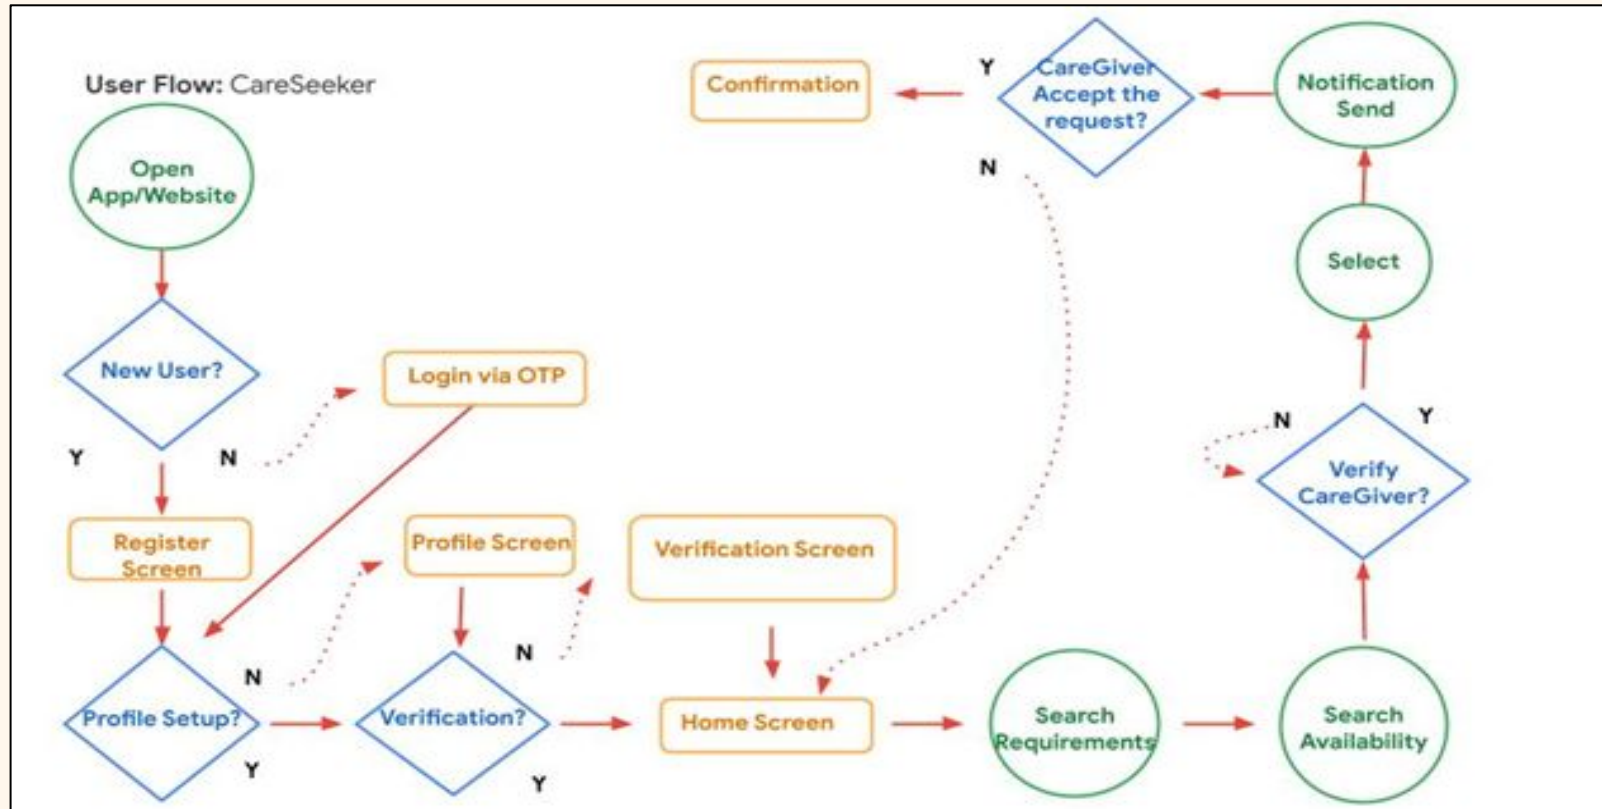 User Flow: CareSeeker
Open
App/Website
New User?
Y
N
Login via OTP
Register
Screen
Profile Setup?
N
Y
Profile Screen
Verification?
N
Y
Verification Screen
Home Screen
Search
Requirements
Search
Availability
Verify
CareGiver?
N
Y
Select
Notification
Send
CareGiver
Accept the
request?
Y
N
Confirmation